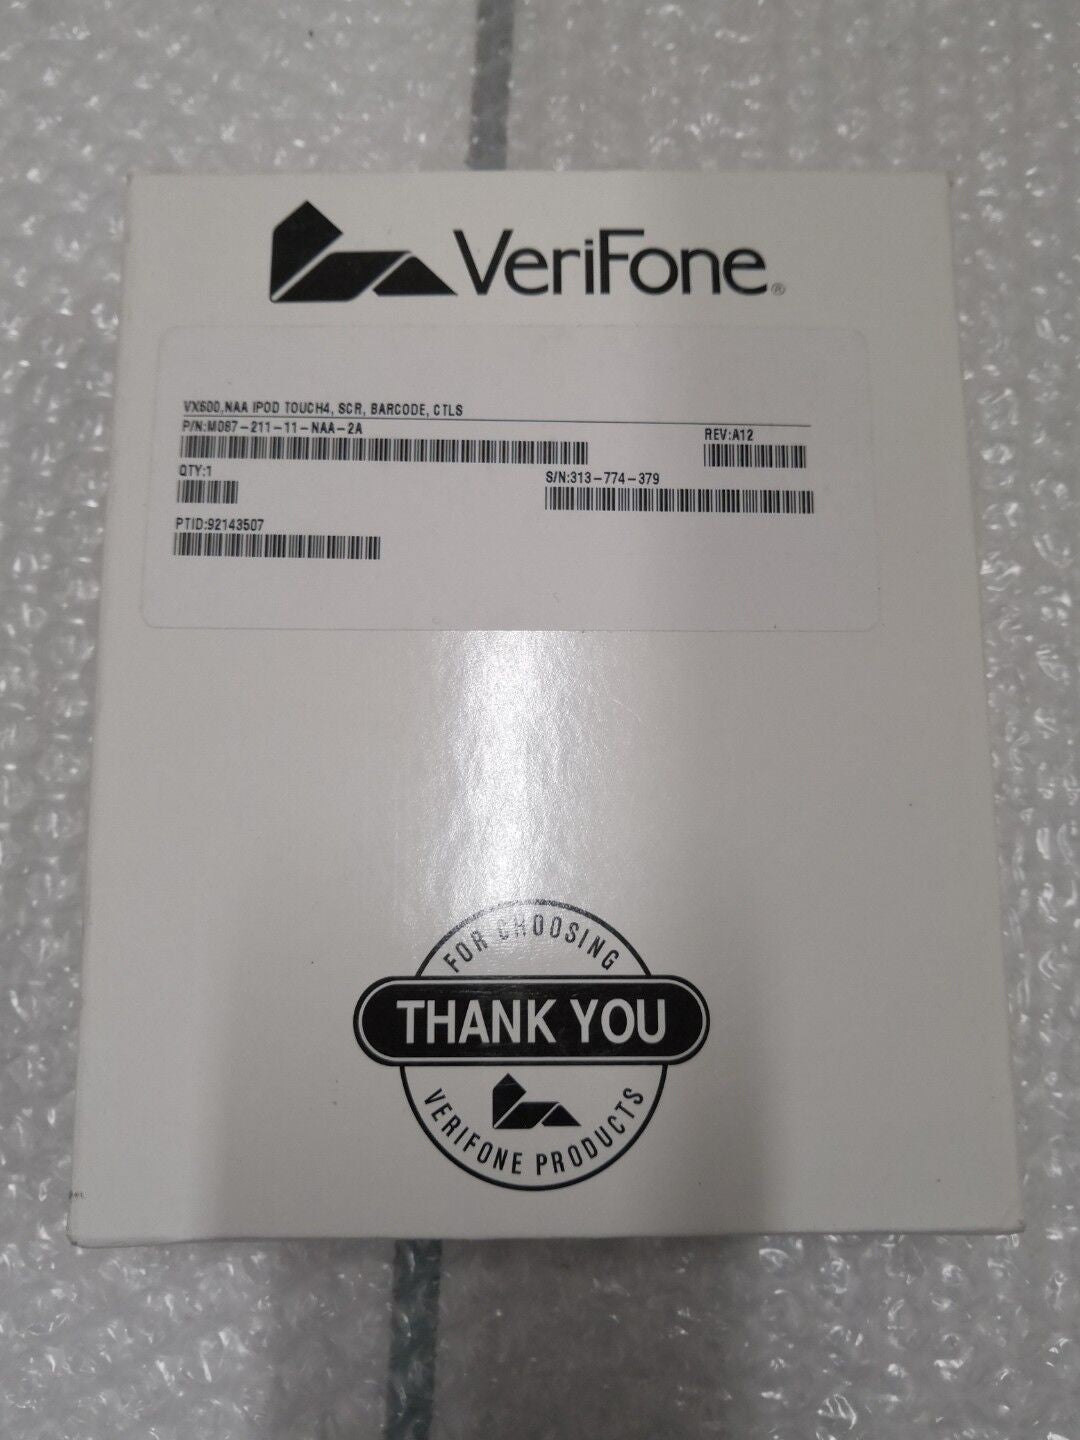 VeriFone®
VX600,NAA IPOD TOUCH4, SCR, BARCODE, CTLS
P/N:M087-211-11-NAA-2A
REV:A12
QTY:1
S/N:313-774-379
PTID:92143507
FOR CHOOSING
THANK YOU
VERIFONE PRODUCTS